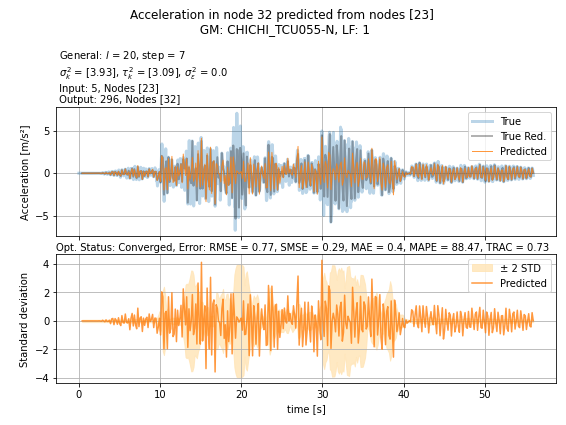 Acceleration in node 32 predicted from nodes [23]
GM: CHICHI_TCU055-N, LF: 1
General: l = 20, step = 7
σ²ₖ = [3.93], τ²ₖ = [3.09], σ²ε = 0.0
Input: 5, Nodes [23]
Output: 296, Nodes [32]
Acceleration [m/s²]
5
0
−5
True
True Red.
Predicted
Opt. Status: Converged, Error: RMSE = 0.77, SMSE = 0.29, MAE = 0.4, MAPE = 88.47, TRAC = 0.73
Standard deviation
4
2
0
−2
−4
± 2 STD
Predicted
0 10 20 30 40 50
time [s]